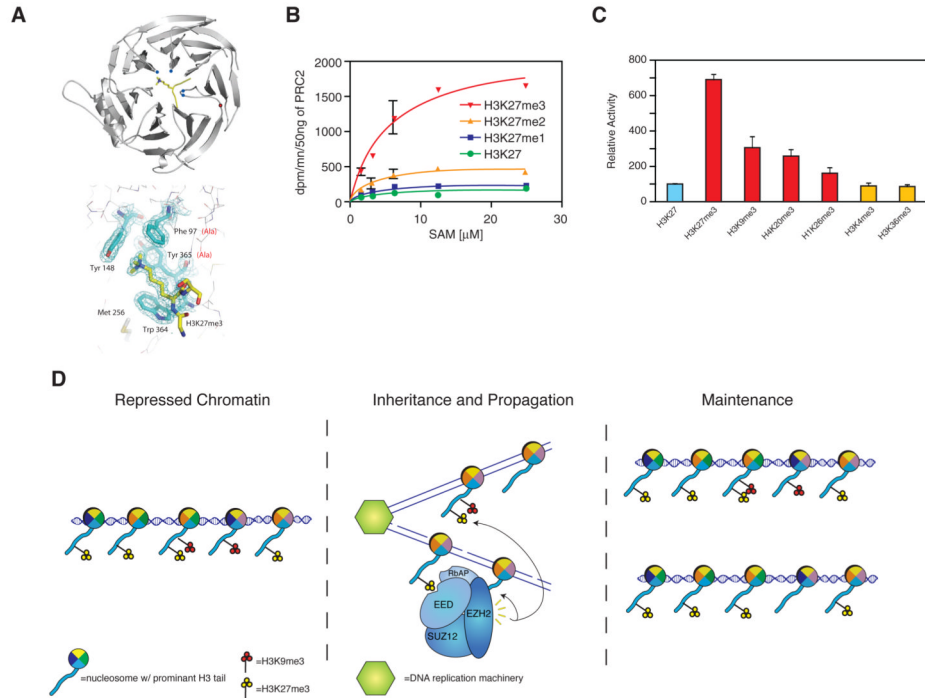 A
Phe 97 (Ala)
Tyr 365 (Ala)
Tyr 148
Met 256
Trp 364
H3K27me3
B
dpm/mn/50ng of PRC2
2000
1500
1000
500
0
0
10
20
30
SAM [µM]
H3K27me3
H3K27me2
H3K27me1
H3K27
C
Relative Activity
800
600
400
200
0
H3K27
H3K27me3
H3K9me3
H4K20me3
H1K26me3
H3K4me3
H3K36me3
D
Repressed Chromatin
Inheritance and Propagation
Maintenance
RbAP
EED
EZH2
SUZ12
=nucleosome w/ prominant H3 tail
=H3K9me3
=H3K27me3
=DNA replication machinery